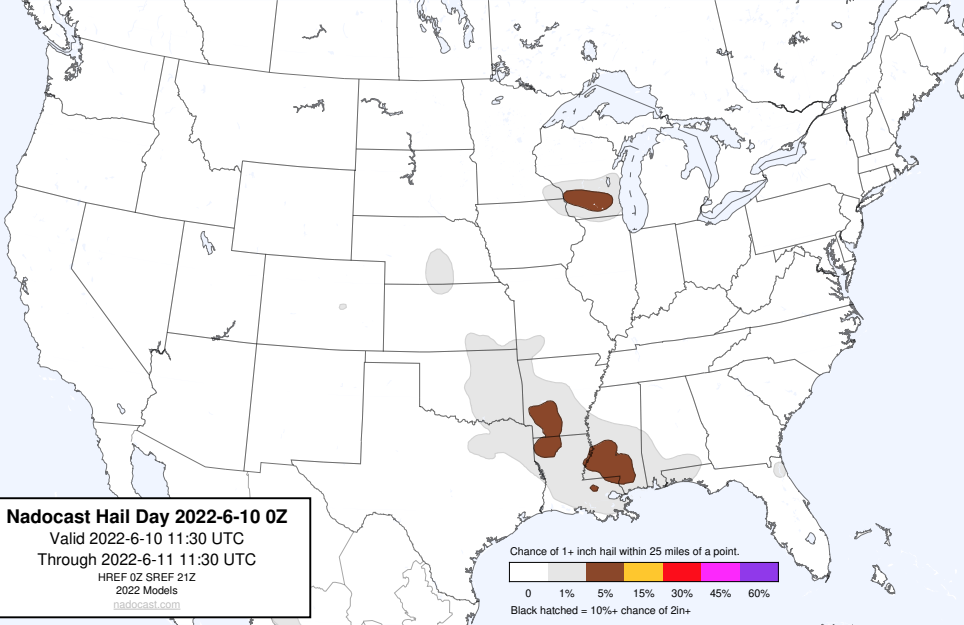 Nadocast Hail Day 2022-6-10 0Z
Valid 2022-6-10 11:30 UTC
Through 2022-6-11 11:30 UTC
HREF 0Z SREF 21Z
2022 Models
nadocast.com
Chance of 1+ inch hail within 25 miles of a point.
0 1% 5% 15% 30% 45% 60%
Black hatched = 10%+ chance of 2in+